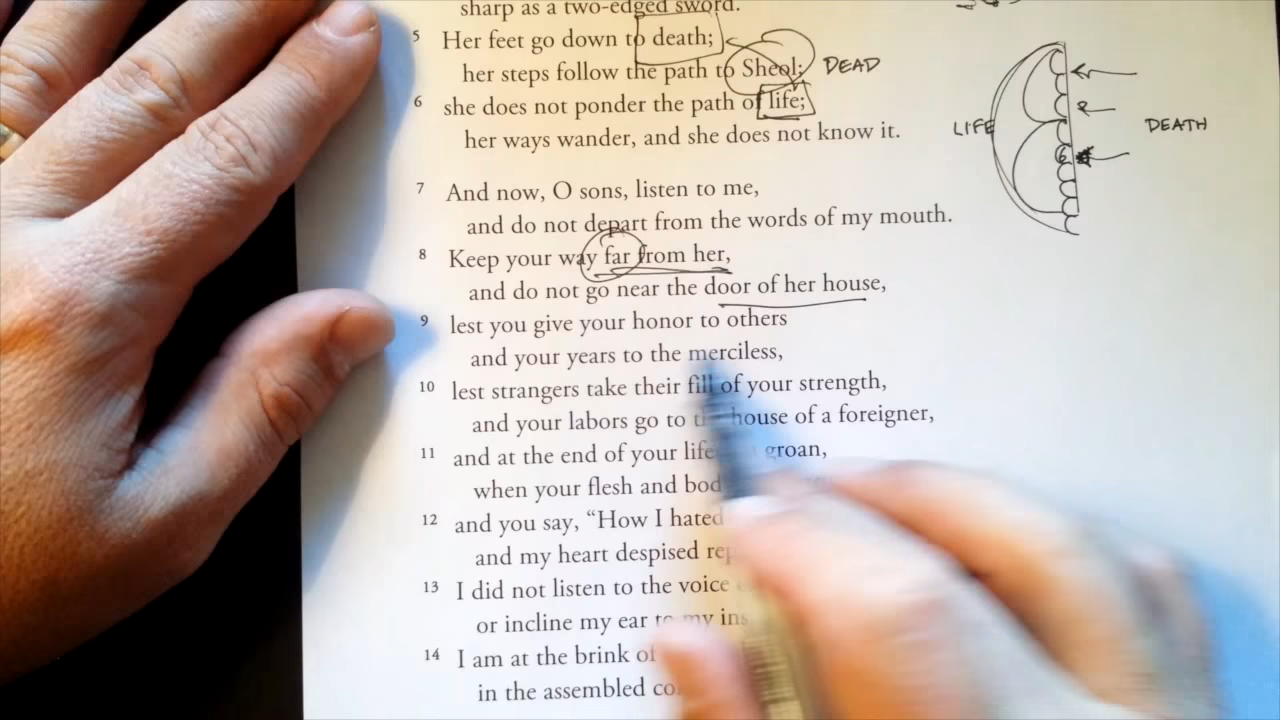 sharp as a two-edged sword.
5 Her feet go down to death;
her steps follow the path to Sheol; DEAD
6 she does not ponder the path of life;
her ways wander, and she does not know it.
LIFE DEATH
7 And now, O sons, listen to me,
and do not depart from the words of my mouth.
8 Keep your way far from her,
and do not go near the door of her house,
9 lest you give your honor to others
and your years to the merciless,
10 lest strangers take their fill of your strength,
and your labors go to house of a foreigner,
11 and at the end of your life groan,
when your flesh and
12 and you say, “How I hated
and my heart despised
13 I did not listen to the voice
or incline my ear to my
14 I am at the brink of
in the assembled